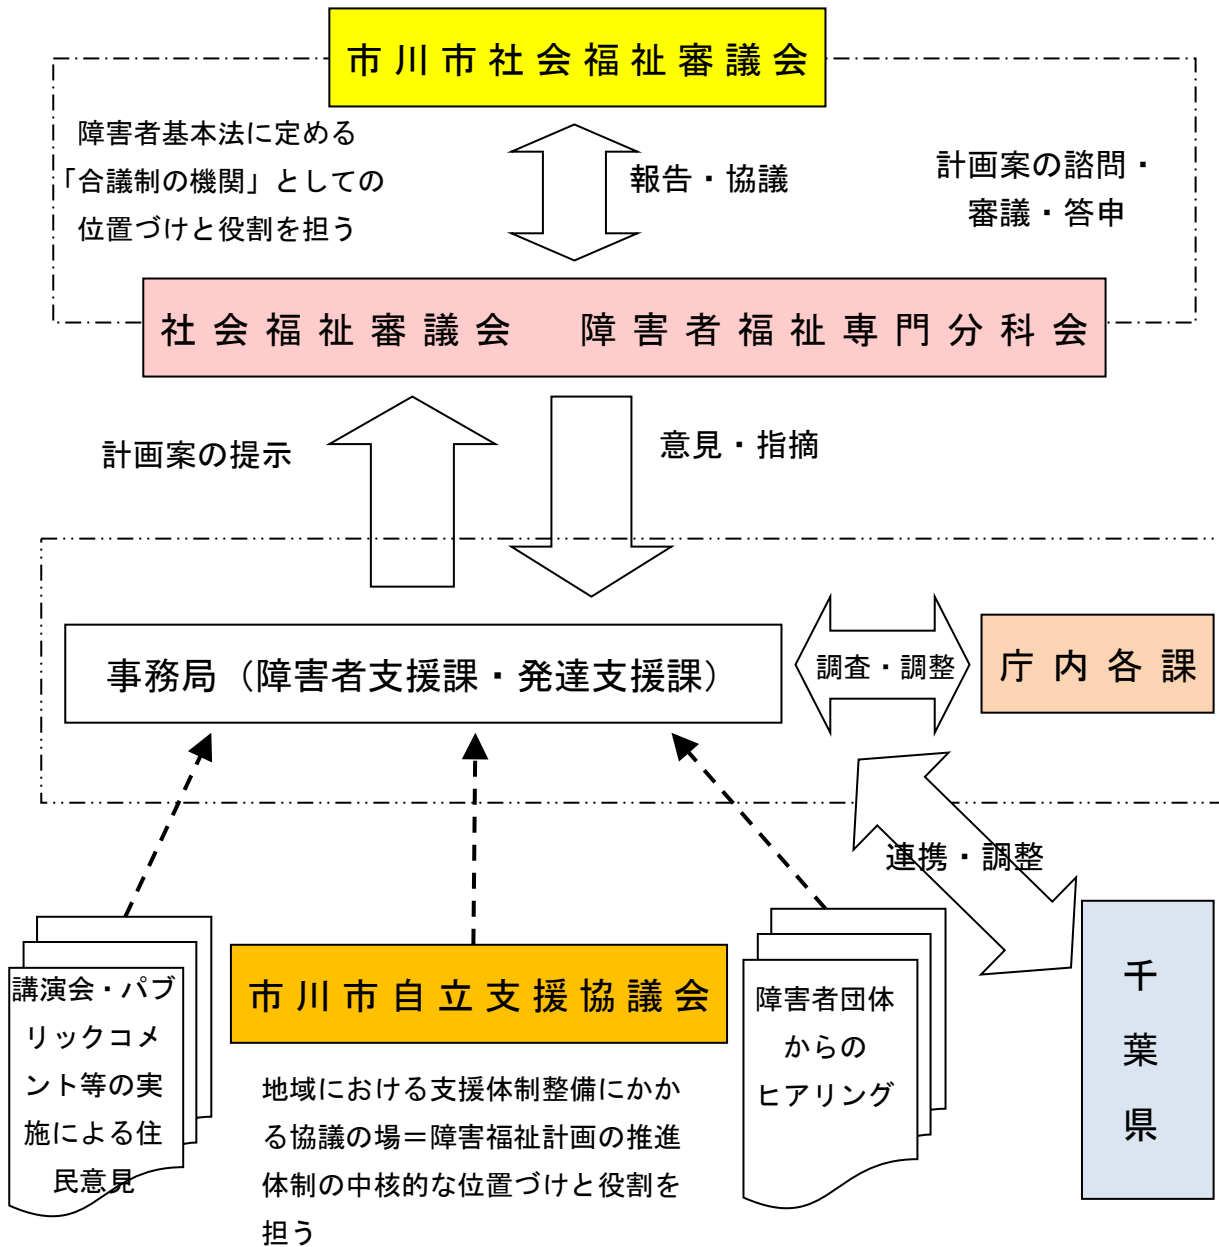 市川市社会福祉審議会
障害者基本法に定める
「合議制の機関」としての
位置づけと役割を担う
報告・協議
計画案の諮問・
審議・答申
社会福祉審議会　障害者福祉専門分科会
計画案の提示
意見・指摘
事務局（障害者支援課・発達支援課）
調査・調整
庁内各課
連携・調整
講演会・パブ
リックコメ
ント等の実
施による住
民意見
市川市自立支援協議会
地域における支援体制整備にかか
る協議の場＝障害福祉計画の推進
体制の中核的な位置づけと役割を
担う
障害者団体
からの
ヒアリング
千
葉
県